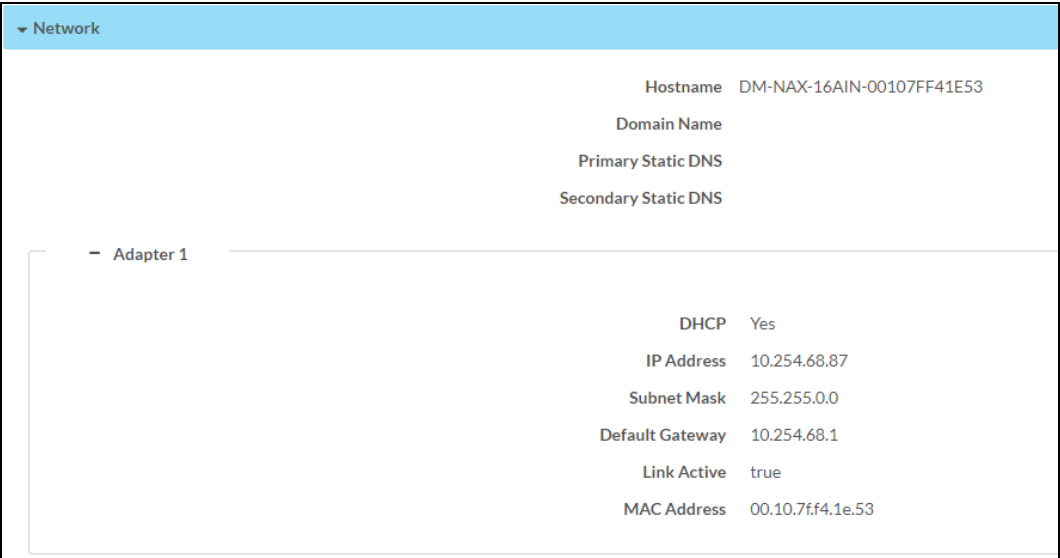 Network
Hostname DM-NAX-16AIN-00107FF41E53
Domain Name
Primary Static DNS
Secondary Static DNS
− Adapter 1
DHCP Yes
IP Address 10.254.68.87
Subnet Mask 255.255.0.0
Default Gateway 10.254.68.1
Link Active true
MAC Address 00.10.7f.f4.1e.53